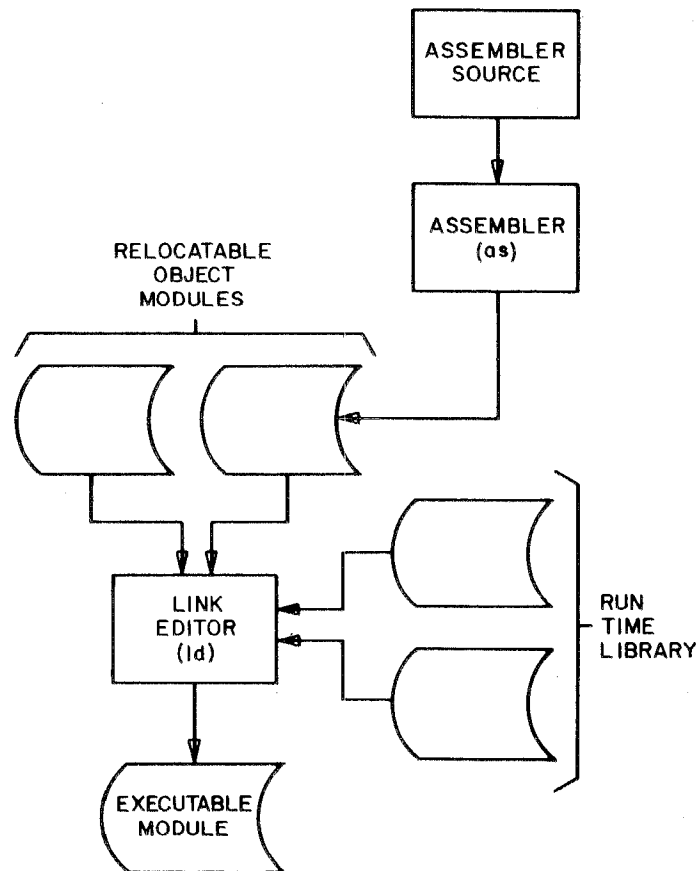 ASSEMBLER
SOURCE
ASSEMBLER
(as)
RELOCATABLE
OBJECT
MODULES
LINK
EDITOR
(ld)
RUN
TIME
LIBRARY
EXECUTABLE
MODULE